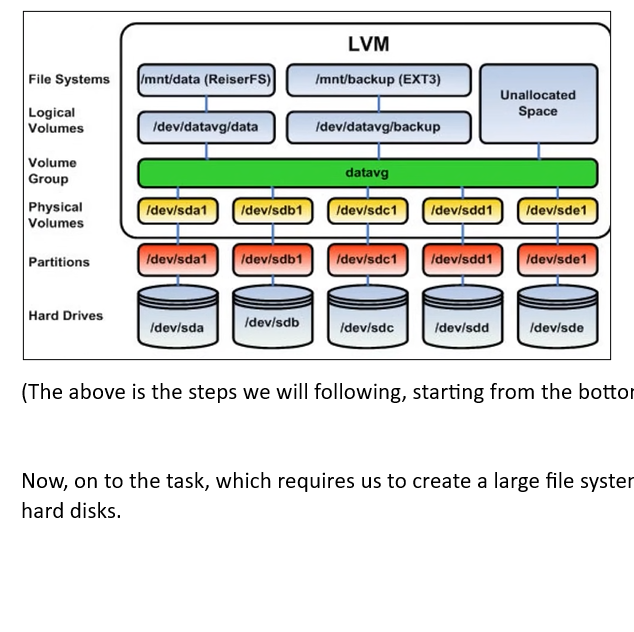 LVM
File Systems
/mnt/data (ReiserFS)
/mnt/backup (EXT3)
Unallocated
Space
Logical
Volumes
/dev/datavg/data
/dev/datavg/backup
Volume
Group
datavg
Physical
Volumes
/dev/sda1
/dev/sdb1
/dev/sdc1
/dev/sdd1
/dev/sde1
Partitions
/dev/sda1
/dev/sdb1
/dev/sdc1
/dev/sdd1
/dev/sde1
Hard Drives
/dev/sda
/dev/sdb
/dev/sdc
/dev/sdd
/dev/sde
(The above is the steps we will following, starting from the
Now, on to the task, which requires us to create a large file
hard disks.